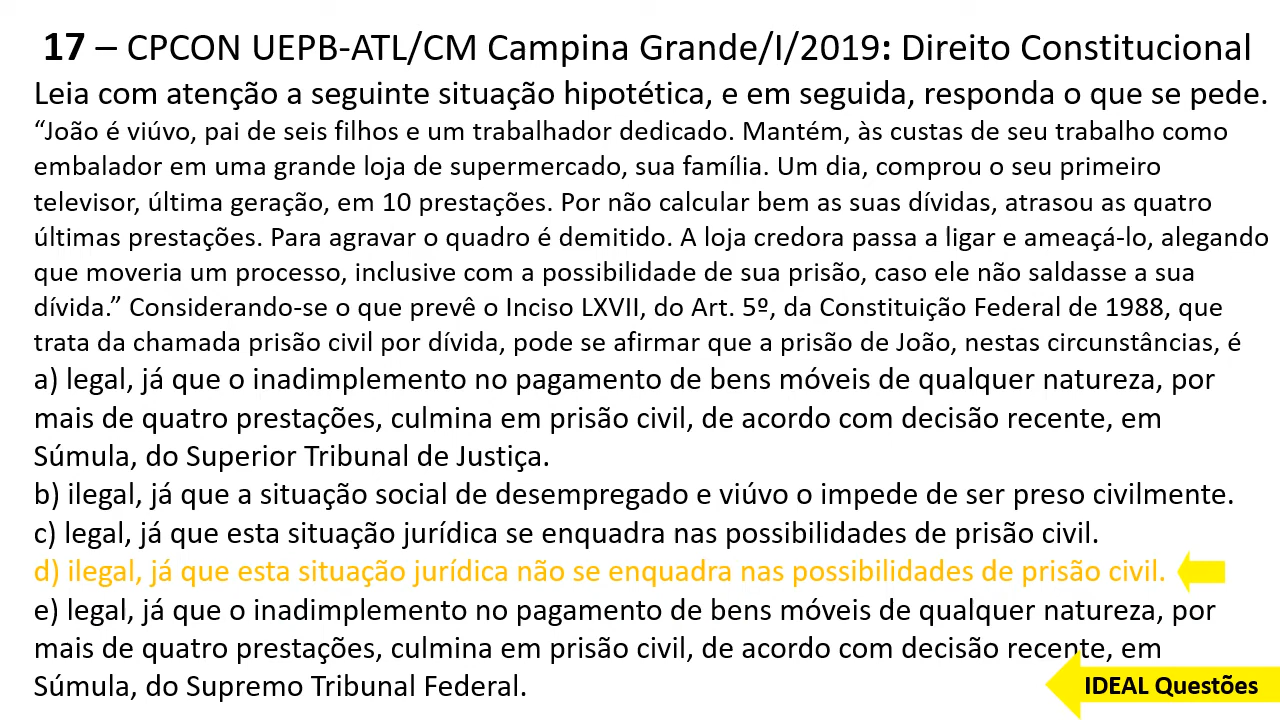 17 – CPCON UEPB-ATL/CM Campina Grande/I/2019: Direito Constitucional
Leia com atenção a seguinte situação hipotética, e em seguida, responda o que se pede.
“João é viúvo, pai de seis filhos e um trabalhador dedicado. Mantém, às custas de seu trabalho como
embalador em uma grande loja de supermercado, sua família. Um dia, comprou o seu primeiro
televisor, última geração, em 10 prestações. Por não calcular bem as suas dívidas, atrasou as quatro
últimas prestações. Para agravar o quadro é demitido. A loja credora passa a ligar e ameaçá-lo, alegando
que moveria um processo, inclusive com a possibilidade de sua prisão, caso ele não saldasse a sua
dívida.” Considerando-se o que prevê o Inciso LXVII, do Art. 5º, da Constituição Federal de 1988, que
trata da chamada prisão civil por dívida, pode se afirmar que a prisão de João, nestas circunstâncias, é
a) legal, já que o inadimplemento no pagamento de bens móveis de qualquer natureza, por
mais de quatro prestações, culmina em prisão civil, de acordo com decisão recente, em
Súmula, do Superior Tribunal de Justiça.
b) ilegal, já que a situação social de desempregado e viúvo o impede de ser preso civilmente.
c) legal, já que esta situação jurídica se enquadra nas possibilidades de prisão civil.
d) ilegal, já que esta situação jurídica não se enquadra nas possibilidades de prisão civil.
e) legal, já que o inadimplemento no pagamento de bens móveis de qualquer natureza, por
mais de quatro prestações, culmina em prisão civil, de acordo com decisão recente, em
Súmula, do Supremo Tribunal Federal.
IDEAL Questões